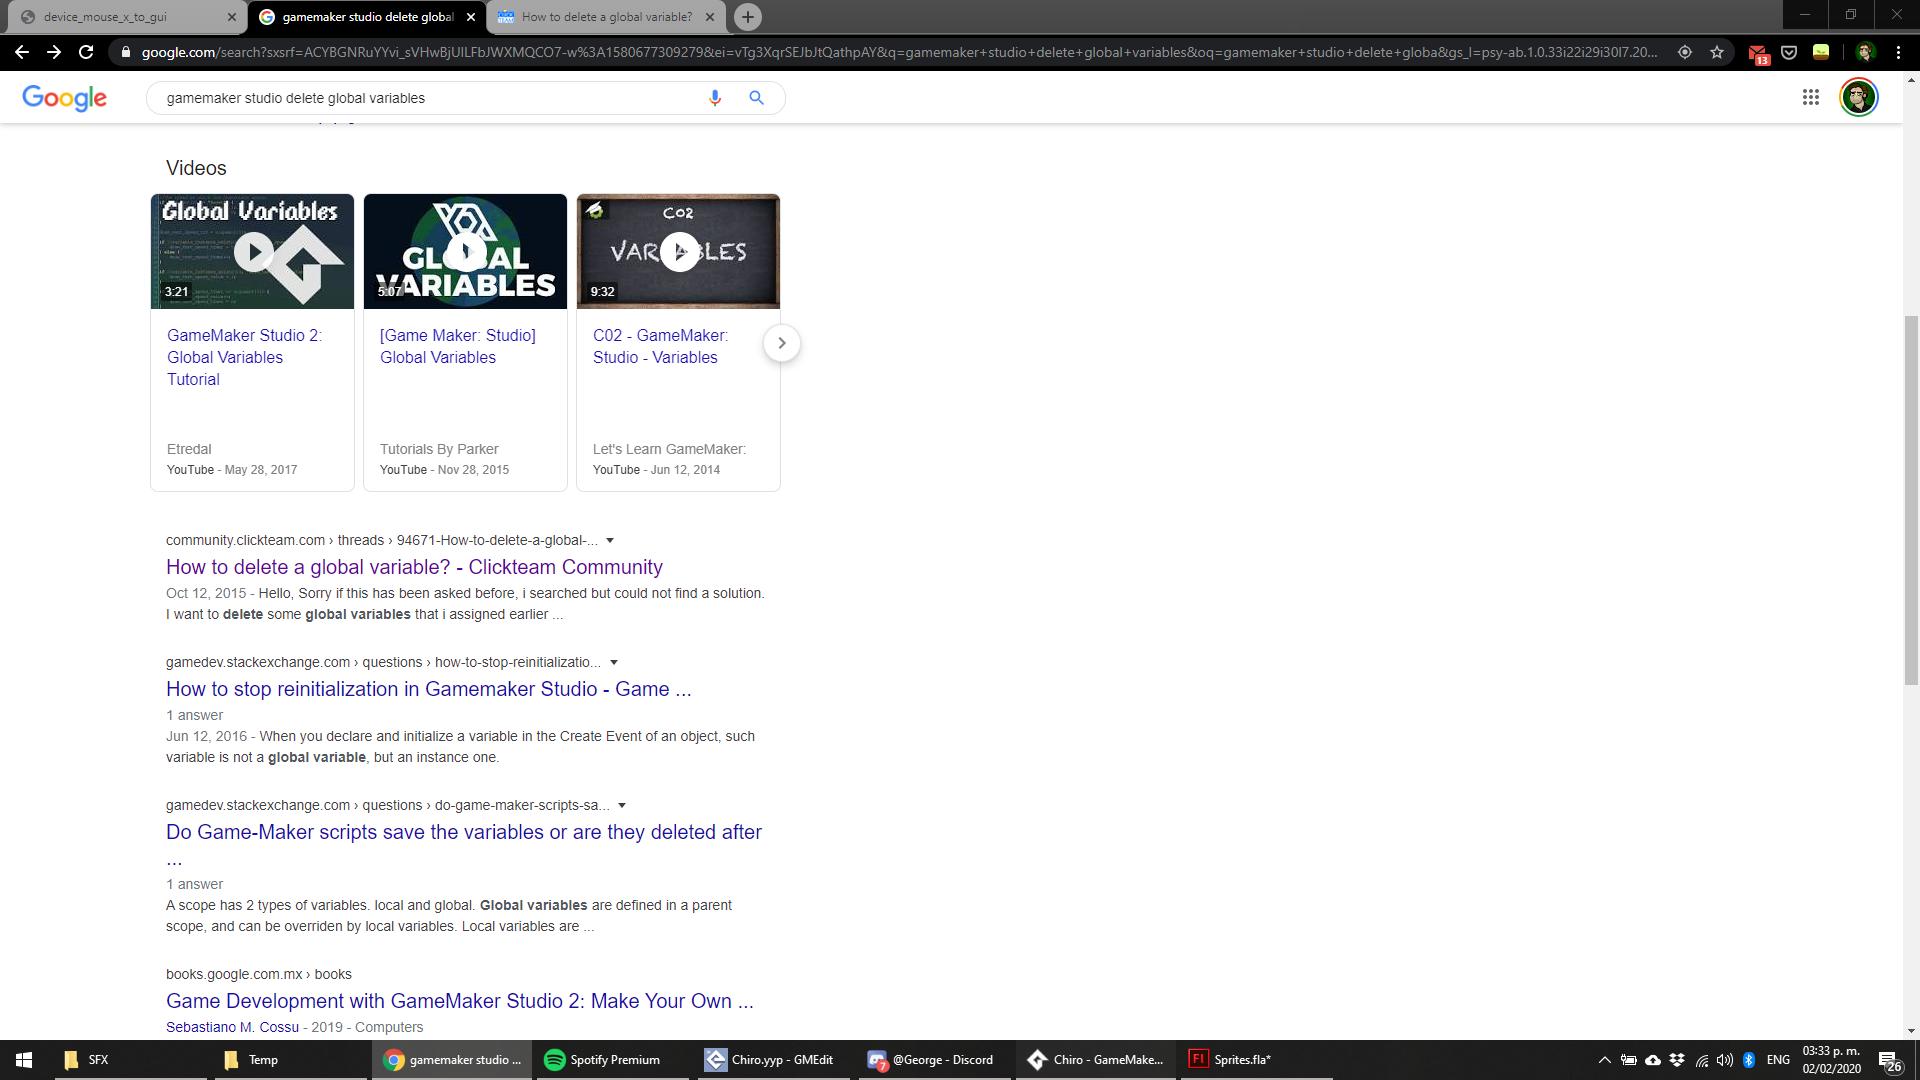 device_mouse_x_to_gui
gamemaker studio delete global
How to delete a global variable?
google.com/search?sxsrf=ACYBGNRuYYvi_sVHwBjUlLFbJWXMQCO7-w%3A1580677309279&ei=vTg3XqrSEJbJtQathpAY&q=gamemaker+studio+delete+global+variables&oq=gamemaker+studio+delete+globa&gs_l=psy-ab.1.0.33i22i29i30l7.20...
13
Google
gamemaker studio delete global variables
Videos
Global Variables
3:21
GLOBAL
VARIABLES
5:07
C02
VARIABLES
9:32
GameMaker Studio 2:
Global Variables
Tutorial
Etredal
YouTube - May 28, 2017
[Game Maker: Studio]
Global Variables
Tutorials By Parker
YouTube - Nov 28, 2015
C02 - GameMaker:
Studio - Variables
Let's Learn GameMaker:
YouTube - Jun 12, 2014
community.clickteam.com › threads › 94671-How-to-delete-a-global-...
How to delete a global variable? - Clickteam Community
Oct 12, 2015 - Hello, Sorry if this has been asked before, i searched but could not find a solution.
I want to delete some global variables that i assigned earlier ...
gamedev.stackexchange.com › questions › how-to-stop-reinitializatio...
How to stop reinitialization in Gamemaker Studio - Game ...
1 answer
Jun 12, 2016 - When you declare and initialize a variable in the Create Event of an object, such
variable is not a global variable, but an instance one.
gamedev.stackexchange.com › questions › do-game-maker-scripts-sa...
Do Game-Maker scripts save the variables or are they deleted after
...
1 answer
A scope has 2 types of variables. local and global. Global variables are defined in a parent
scope, and can be overriden by local variables. Local variables are ...
books.google.com.mx › books
Game Development with GameMaker Studio 2: Make Your Own ...
Sebastiano M. Cossu - 2019 - Computers
SFX
Temp
gamemaker studio ...
Spotify Premium
Chiro.yyp - GMEdit
7
@George - Discord
Chiro - GameMake...
Fl
Sprites.fla*
ENG
03:33 p. m.
02/02/2020
26